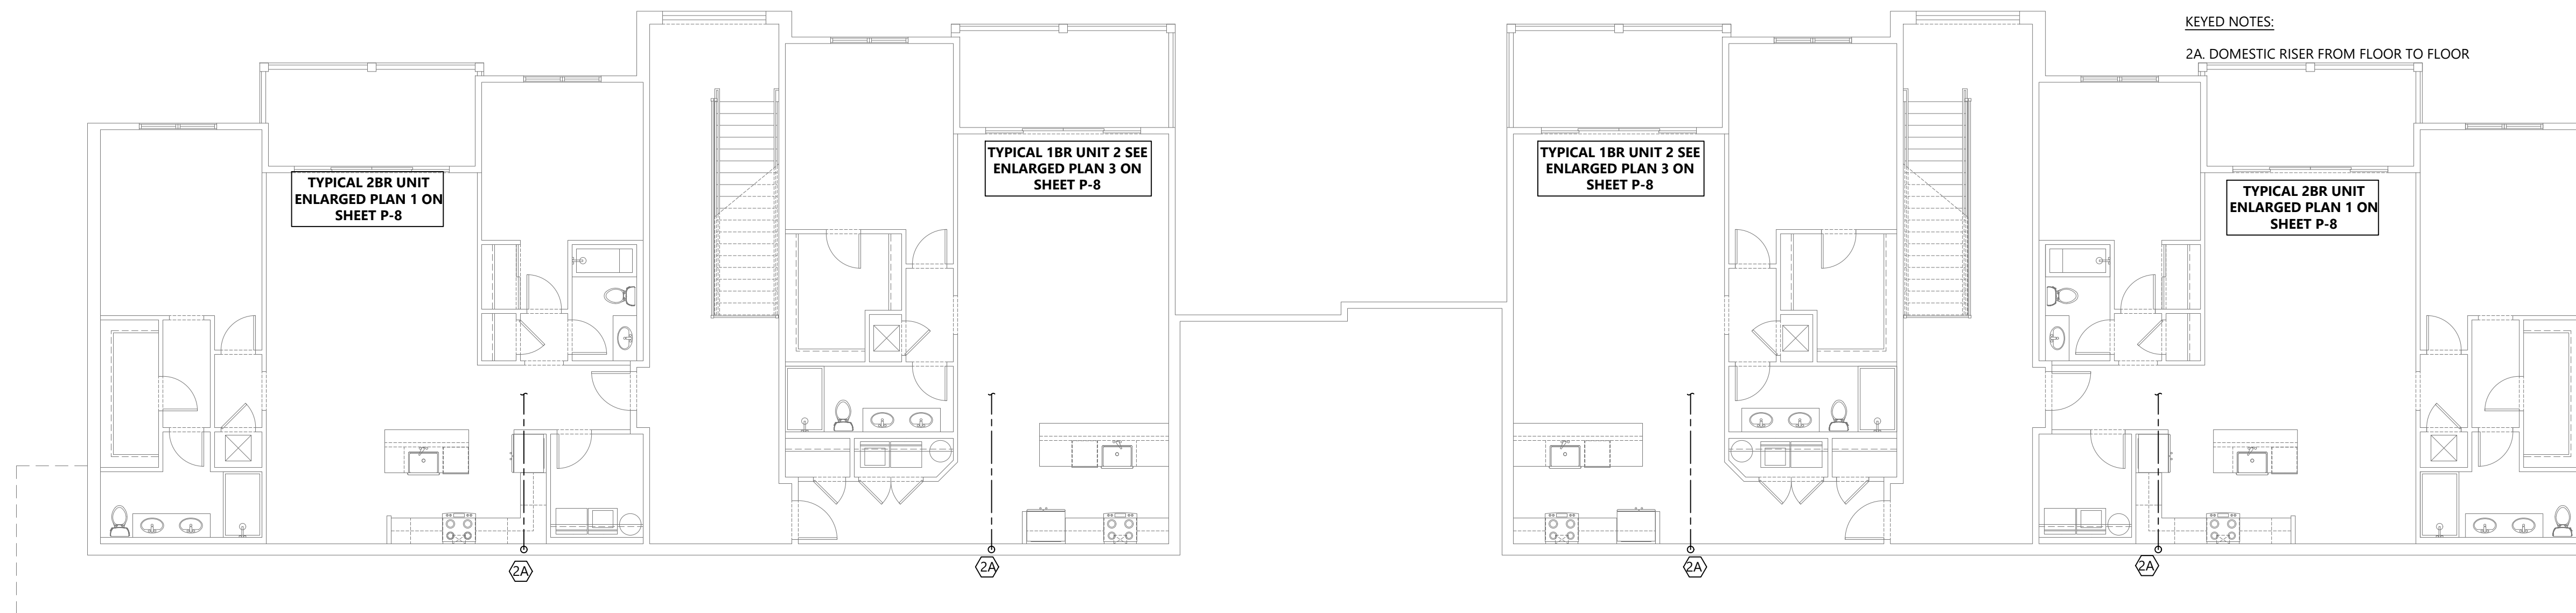 KEYED NOTES:
2A. DOMESTIC RISER FROM FLOOR TO FLOOR
TYPICAL 2BR UNIT
ENLARGED PLAN 1 ON
SHEET P-8
TYPICAL 1BR UNIT 2 SEE
ENLARGED PLAN 3 ON
SHEET P-8
TYPICAL 1BR UNIT 2 SEE
ENLARGED PLAN 3 ON
SHEET P-8
TYPICAL 2BR UNIT
ENLARGED PLAN 1 ON
SHEET P-8
2A
2A
2A
2A